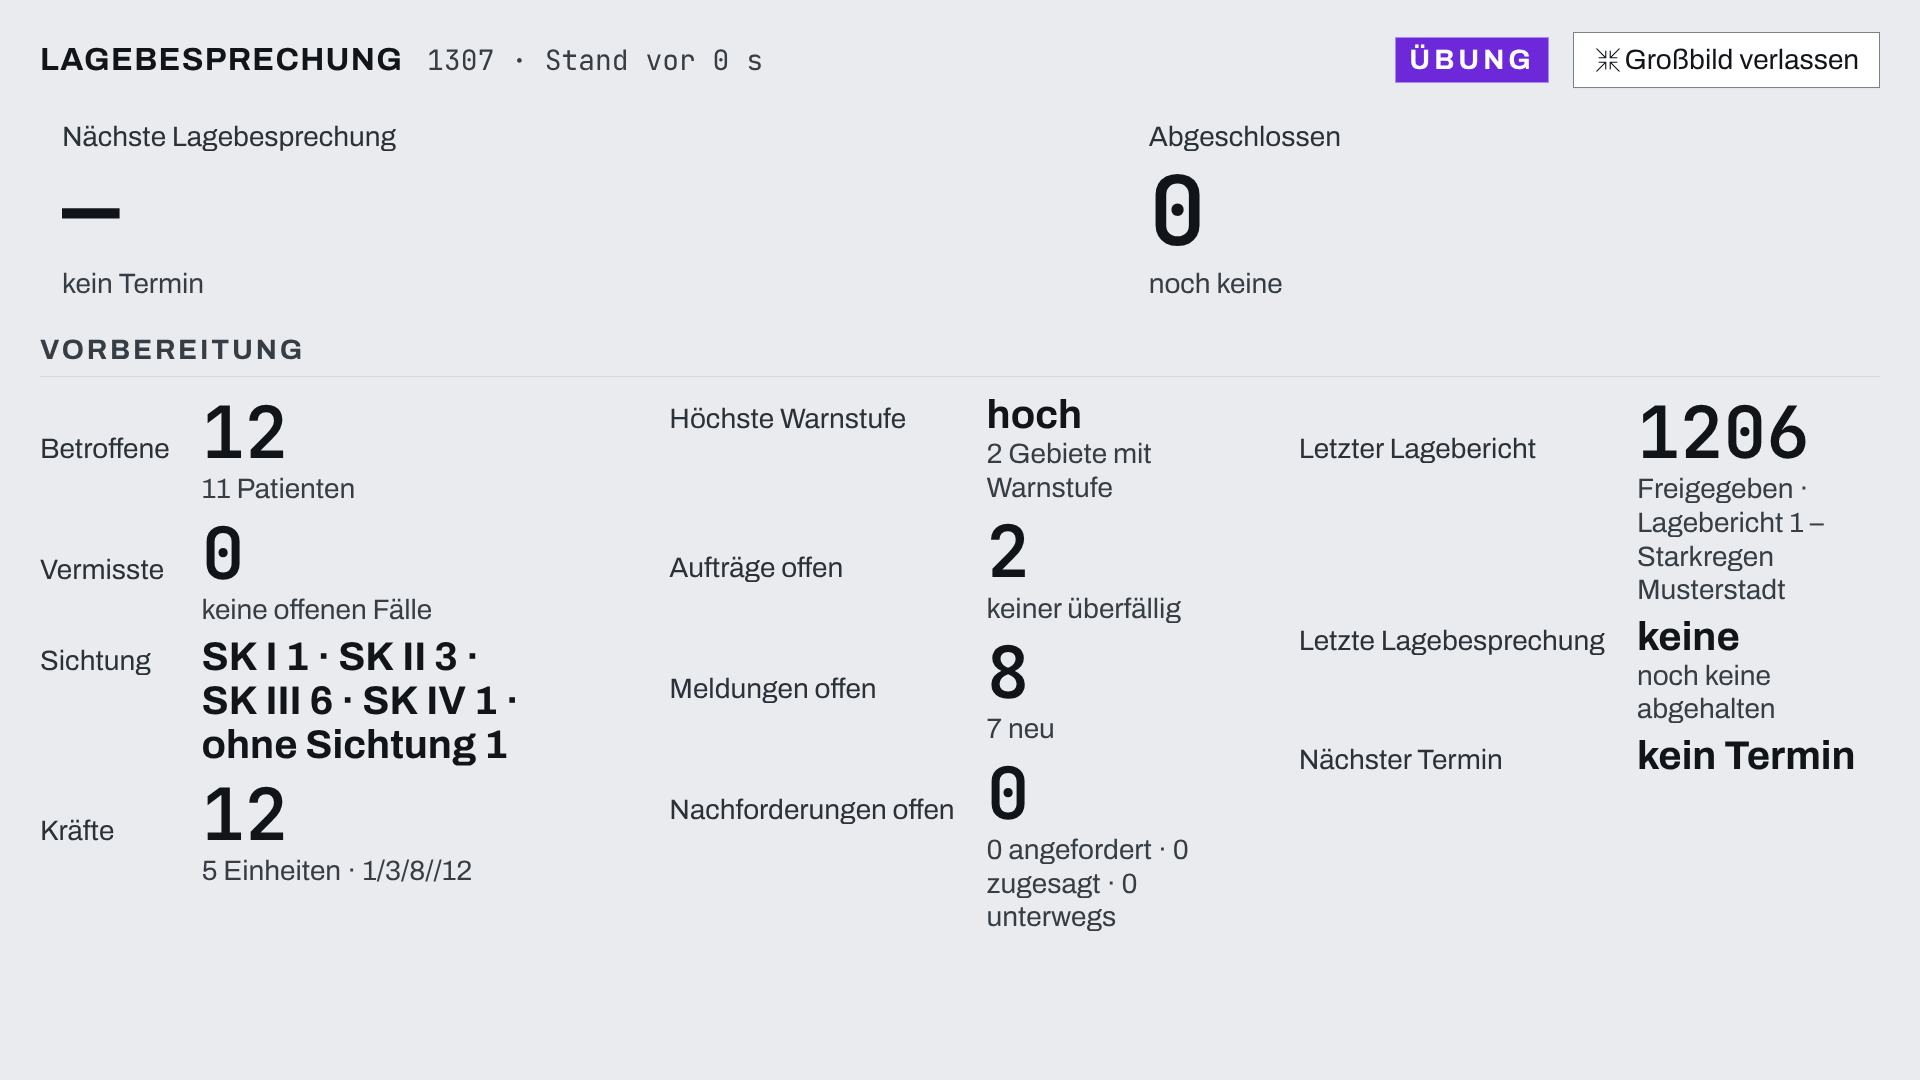 LAGEBESPRECHUNG 1307 · Stand vor 0 s
ÜBUNG
Großbild verlassen
Nächste Lagebesprechung
–
kein Termin
Abgeschlossen
0
noch keine
VORBEREITUNG
Betroffene 12
11 Patienten
Vermisste 0
keine offenen Fälle
Sichtung SK I 1 · SK II 3 ·
SK III 6 · SK IV 1 ·
ohne Sichtung 1
Kräfte 12
5 Einheiten · 1/3/8//12
Höchste Warnstufe hoch
2 Gebiete mit
Warnstufe
Aufträge offen 2
keiner überfällig
Meldungen offen 8
7 neu
Nachforderungen offen 0
0 angefordert · 0
zugesagt · 0
unterwegs
Letzter Lagebericht 1206
Freigegeben ·
Lagebericht 1 –
Starkregen
Musterstadt
Letzte Lagebesprechung keine
noch keine
abgehalten
Nächster Termin kein Termin